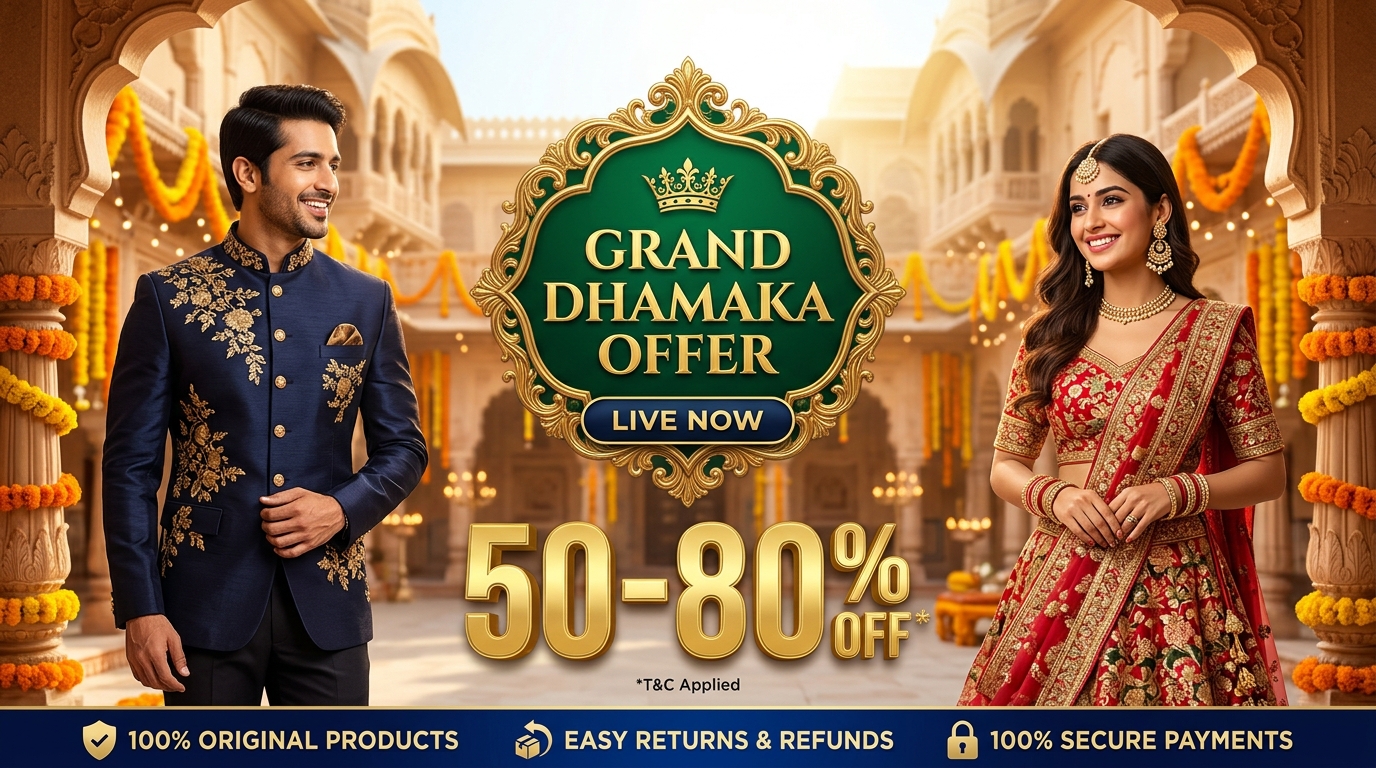 GRAND
DHAMAKA
OFFER
LIVE NOW
50-80% OFF*
*T&C Applied
100% ORIGINAL PRODUCTS
EASY RETURNS & REFUNDS
100% SECURE PAYMENTS